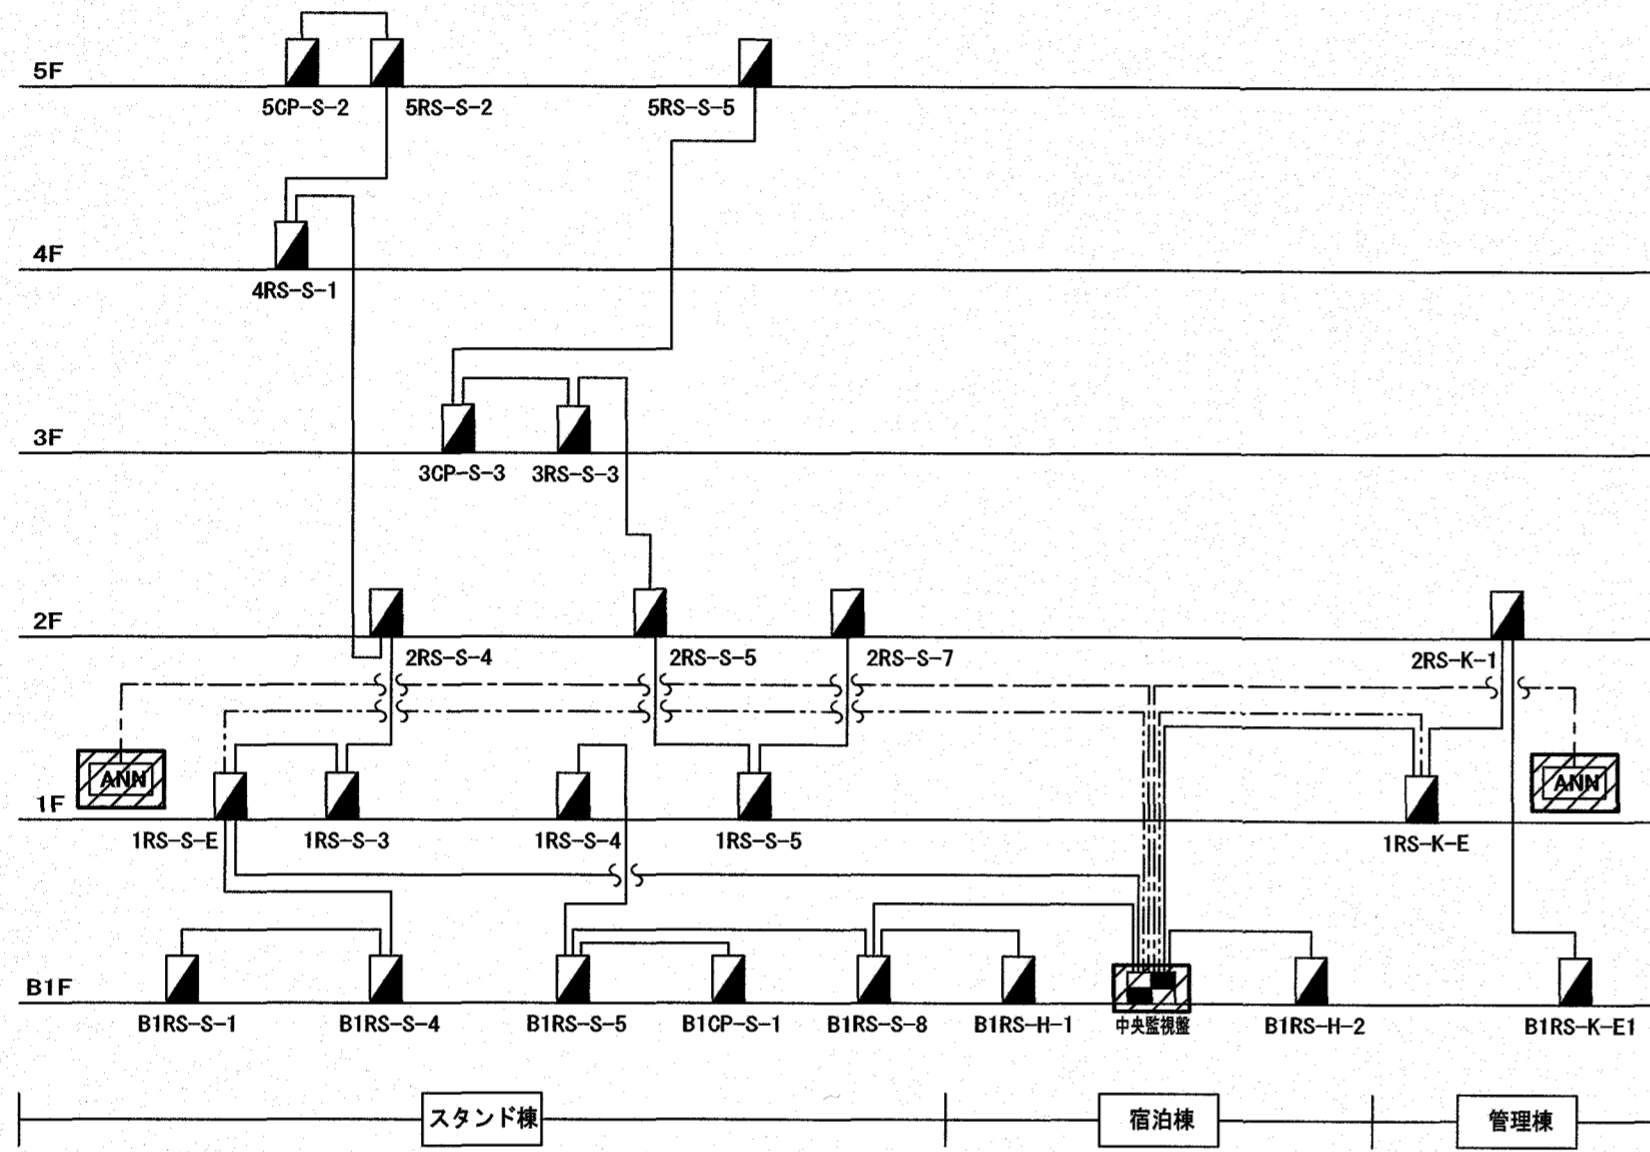 5F
5CP-S-2
5RS-S-2
5RS-S-5
4F
4RS-S-1
3F
3CP-S-3
3RS-S-3
2F
2RS-S-4
2RS-S-5
2RS-S-7
2RS-K-1
ANN
ANN
1F
1RS-S-E
1RS-S-3
1RS-S-4
1RS-S-5
1RS-K-E
B1F
B1RS-S-1
B1RS-S-4
B1RS-S-5
B1CP-S-1
B1RS-S-8
B1RS-H-1
中央監視盤
B1RS-H-2
B1RS-K-E1
スタンド棟
宿泊棟
管理棟